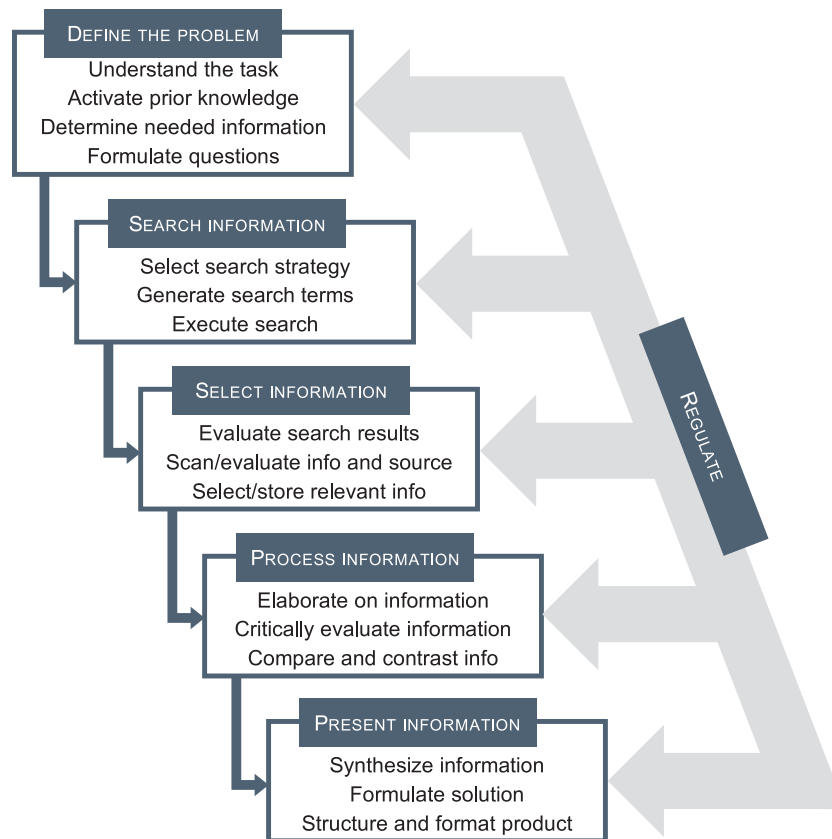 DEFINE THE PROBLEM
Understand the task
Activate prior knowledge
Determine needed information
Formulate questions
SEARCH INFORMATION
Select search strategy
Generate search terms
Execute search
SELECT INFORMATION
Evaluate search results
Scan/evaluate info and source
Select/store relevant info
REGULATE
PROCESS INFORMATION
Elaborate on information
Critically evaluate information
Compare and contrast info
PRESENT INFORMATION
Synthesize information
Formulate solution
Structure and format product